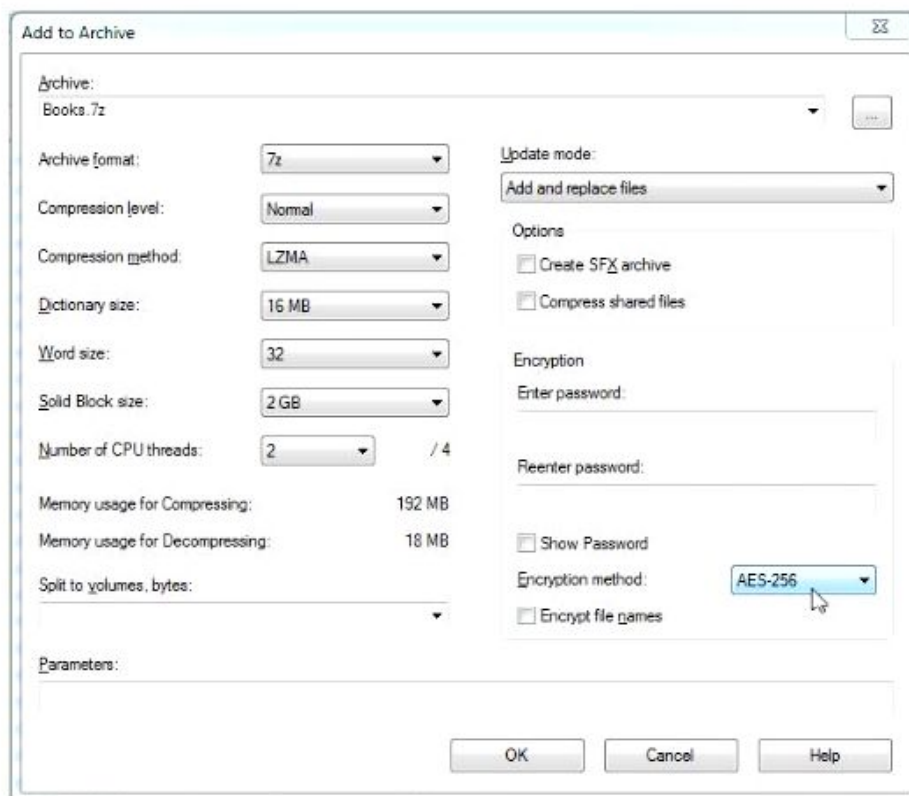 Add to Archive
Archive:
Books.7z
...
Archive format:
7z
Compression level:
Normal
Compression method:
LZMA
Dictionary size:
16 MB
Word size:
32
Solid Block size:
2 GB
Number of CPU threads:
2
/ 4
Memory usage for Compressing:
192 MB
Memory usage for Decompressing:
18 MB
Split to volumes, bytes:
Parameters:
Update mode:
Add and replace files
Options
Create SFX archive
Compress shared files
Encryption
Enter password:
Reenter password:
Show Password
Encryption method:
AES-256
Encrypt file names
OK
Cancel
Help